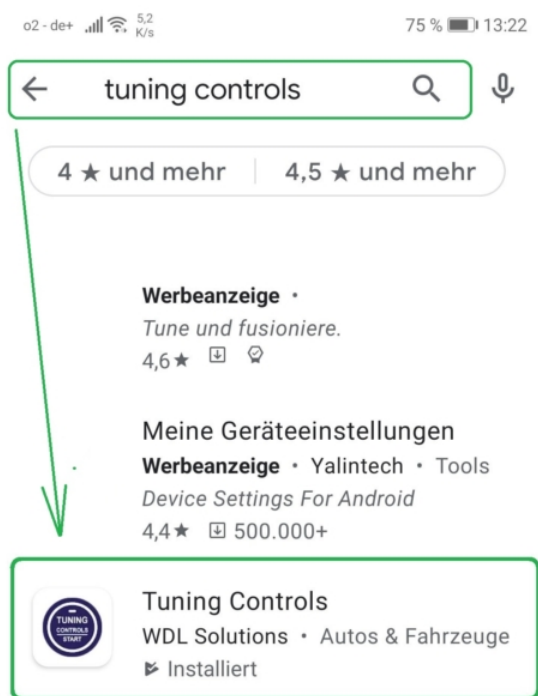 o2 - de+ 5,2 K/s 75 % 13:22
tuning controls
4 ★ und mehr 4,5 ★ und mehr
Werbeanzeige •
Tune und fusioniere.
4,6 ★
Meine Geräteeinstellungen
Werbeanzeige • Yalintech • Tools
Device Settings For Android
4,4 ★ 500.000+
TUNING
CONTROLS
START
Tuning Controls
WDL Solutions • Autos & Fahrzeuge
Installiert